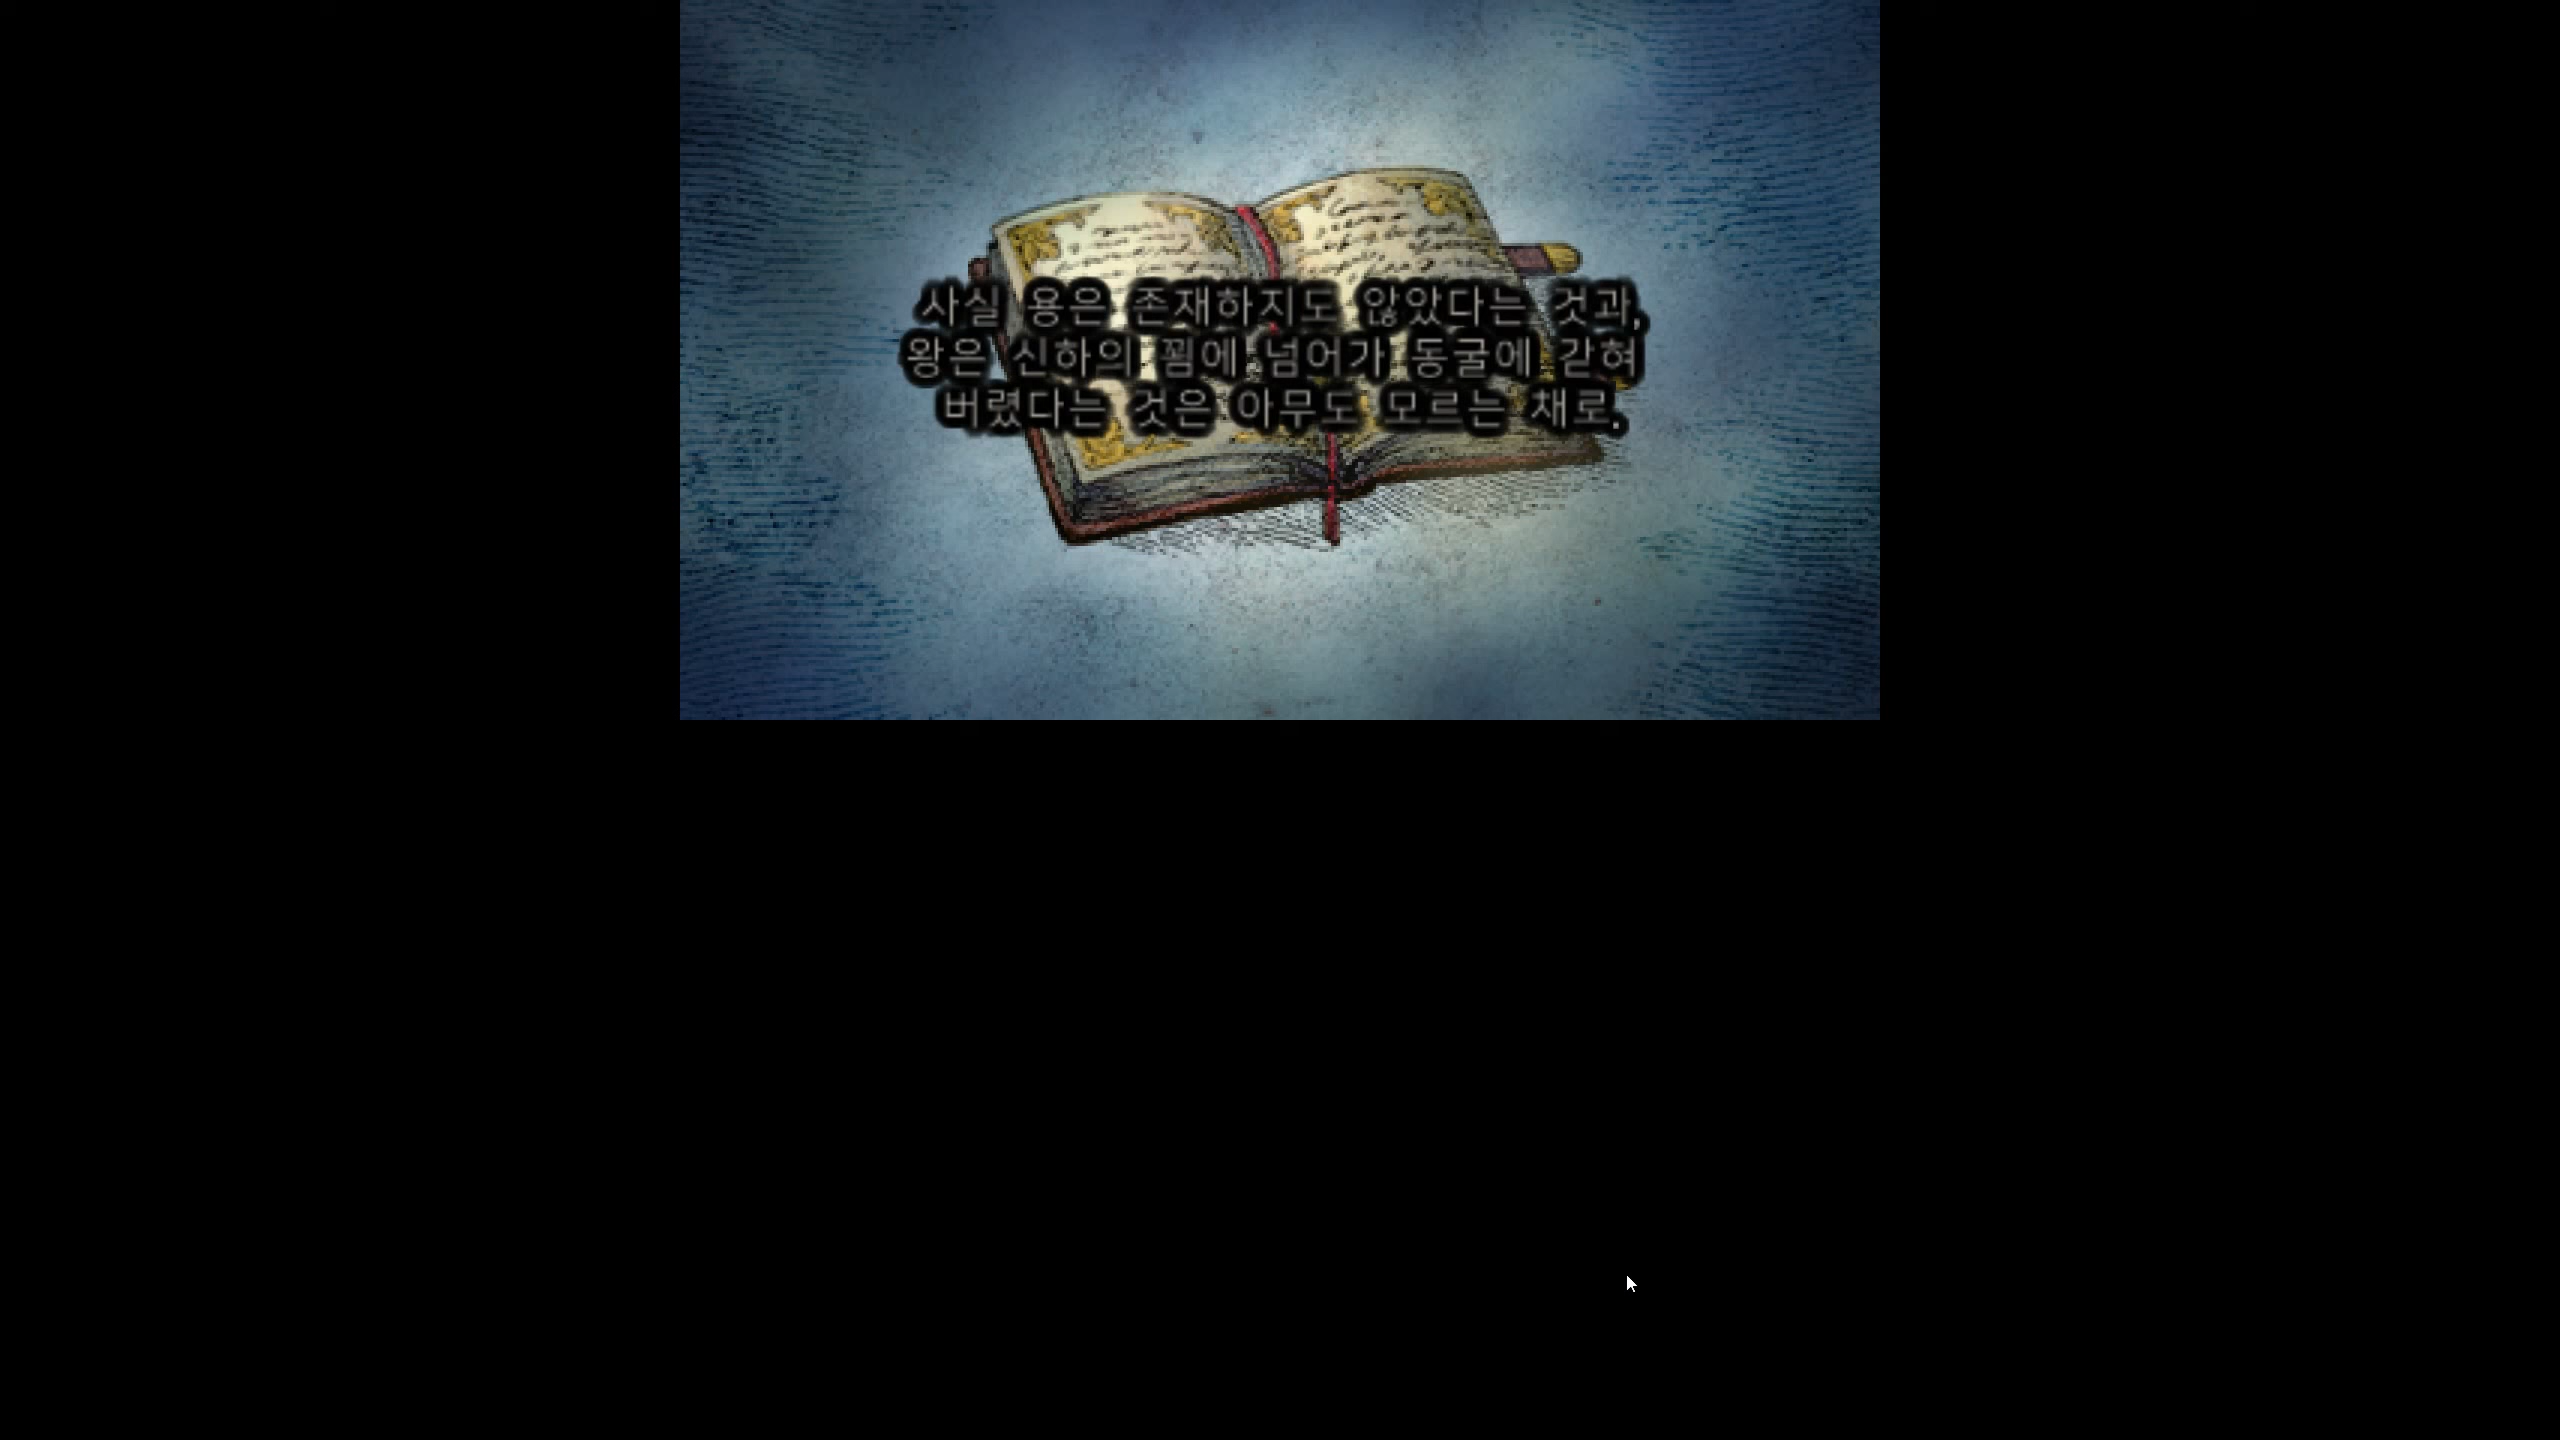 사실 용은 존재하지도 않았다는 것과,
왕은 신하의 꾐에 넘어가 동굴에 갇혀
버렸다는 것은 아무도 모르는 채로.